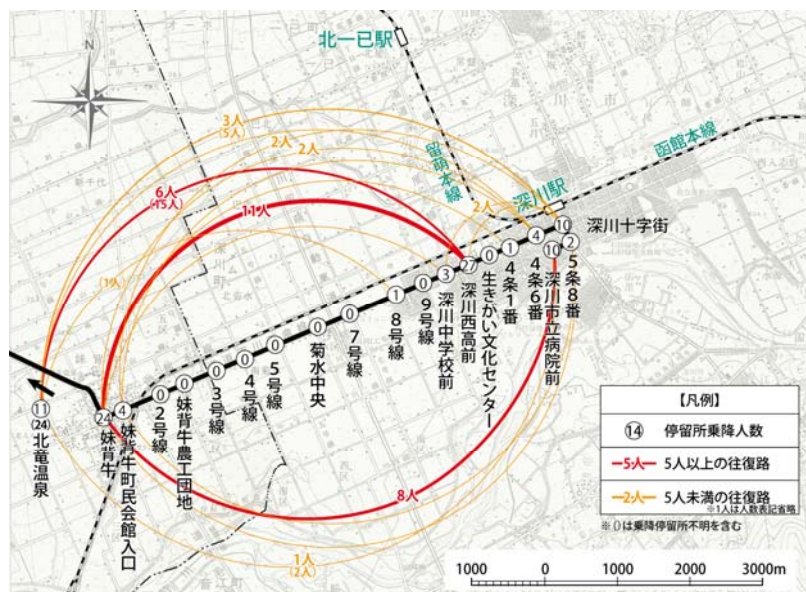 北一已駅
N
留萌本線
函館本線
深川駅
3人
(5人)
2人
2人
2人
6人
(15人)
11人
(1人)
8人
1人
(2人)
深川十字街
10
2
5条8番
10
深川市立病院前
4
4条6番
1
4条1番
0
生きがい文化センター
27
深川西高前
3
深川中学校前
0
9号線
1
8号線
0
7号線
0
菊水中央
0
5号線
0
4号線
0
3号線
0
妹背牛農工団地
0
2号線
4
妹背牛町民会館入口
24
妹背牛
11
(24)
北竜温泉
【凡例】
14 停留所乗降人数
5人 5人以上の往復路
2人 5人未満の往復路
※1人は人数表記省略
※()は乗降停留所不明を含む
1000 0 1000 2000 3000m